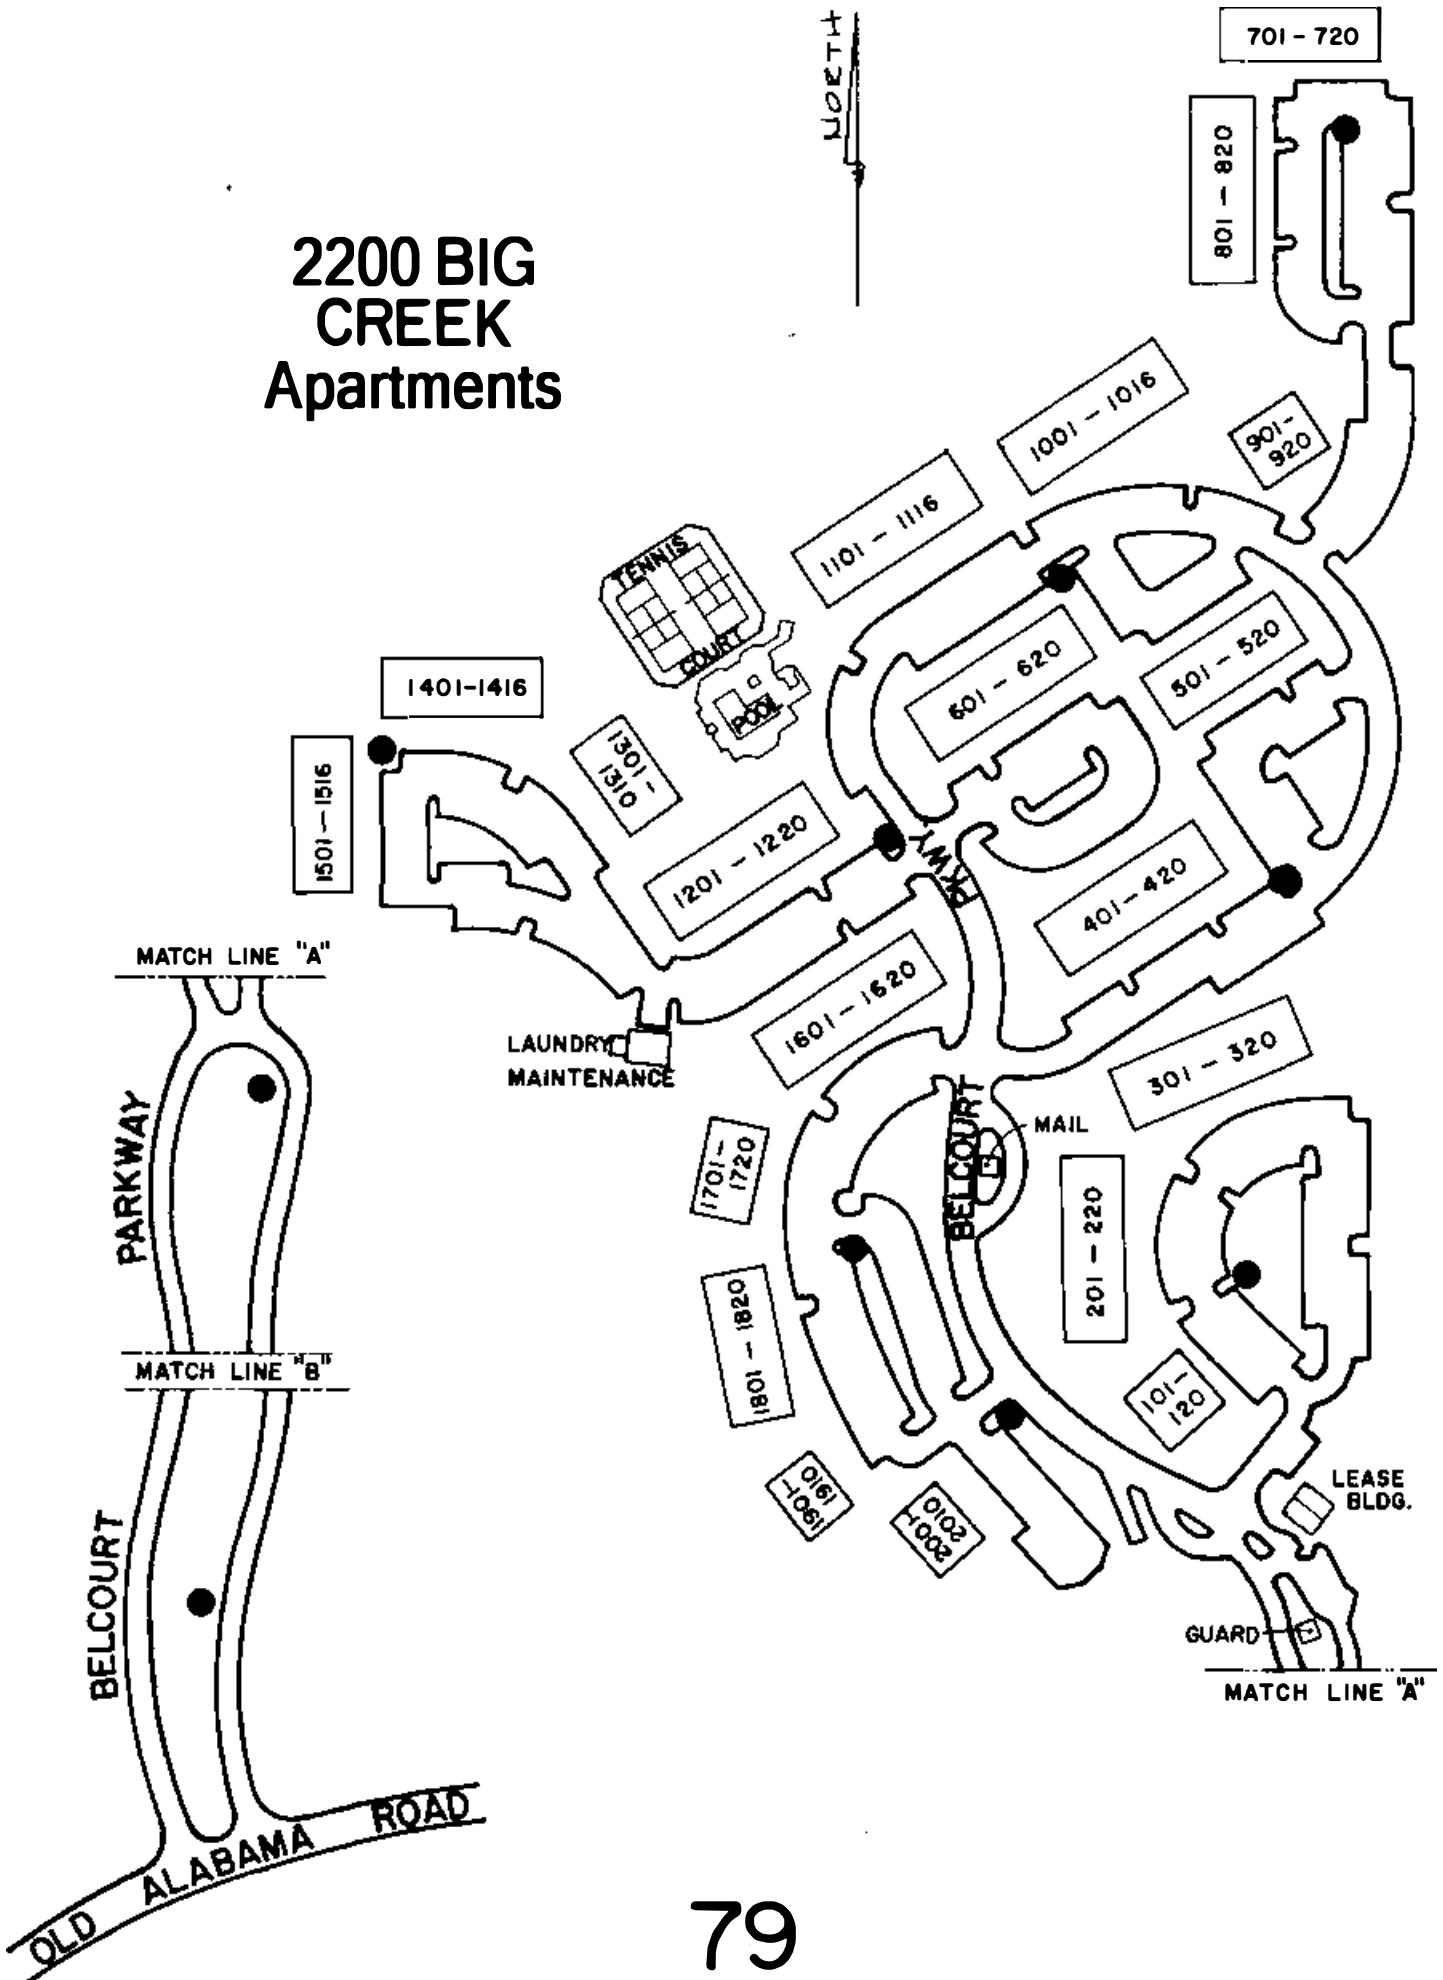 NORTH
701 - 720
801 - 820
2200 BIG
CREEK
Apartments
1001 - 1016
901 -
920
1101 - 1116
TENNIS
COURT
POOL
601 - 620
501 - 520
1401-1416
1301 -
1310
1501 - 1516
1201 - 1220
PKWY
401 - 420
MATCH LINE "A"
1601 - 1620
LAUNDRY
MAINTENANCE
301 - 320
BELCOURT
MAIL
1701 -
1720
PARKWAY
201 - 220
1801 - 1820
MATCH LINE "B"
101 -
120
1901 -
1910
2001 -
2010
LEASE
BLDG.
BELCOURT
GUARD
MATCH LINE "A"
OLD ALABAMA ROAD
79